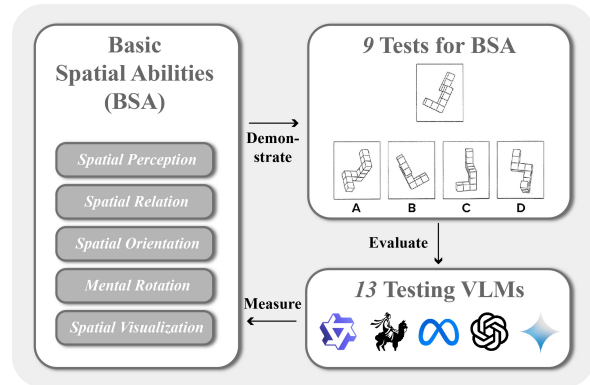 Basic
Spatial Abilities
(BSA)
Spatial Perception
Spatial Relation
Spatial Orientation
Mental Rotation
Spatial Visualization
Demon-
strate
9 Tests for BSA
A B C D
Evaluate
13 Testing VLMs
Measure